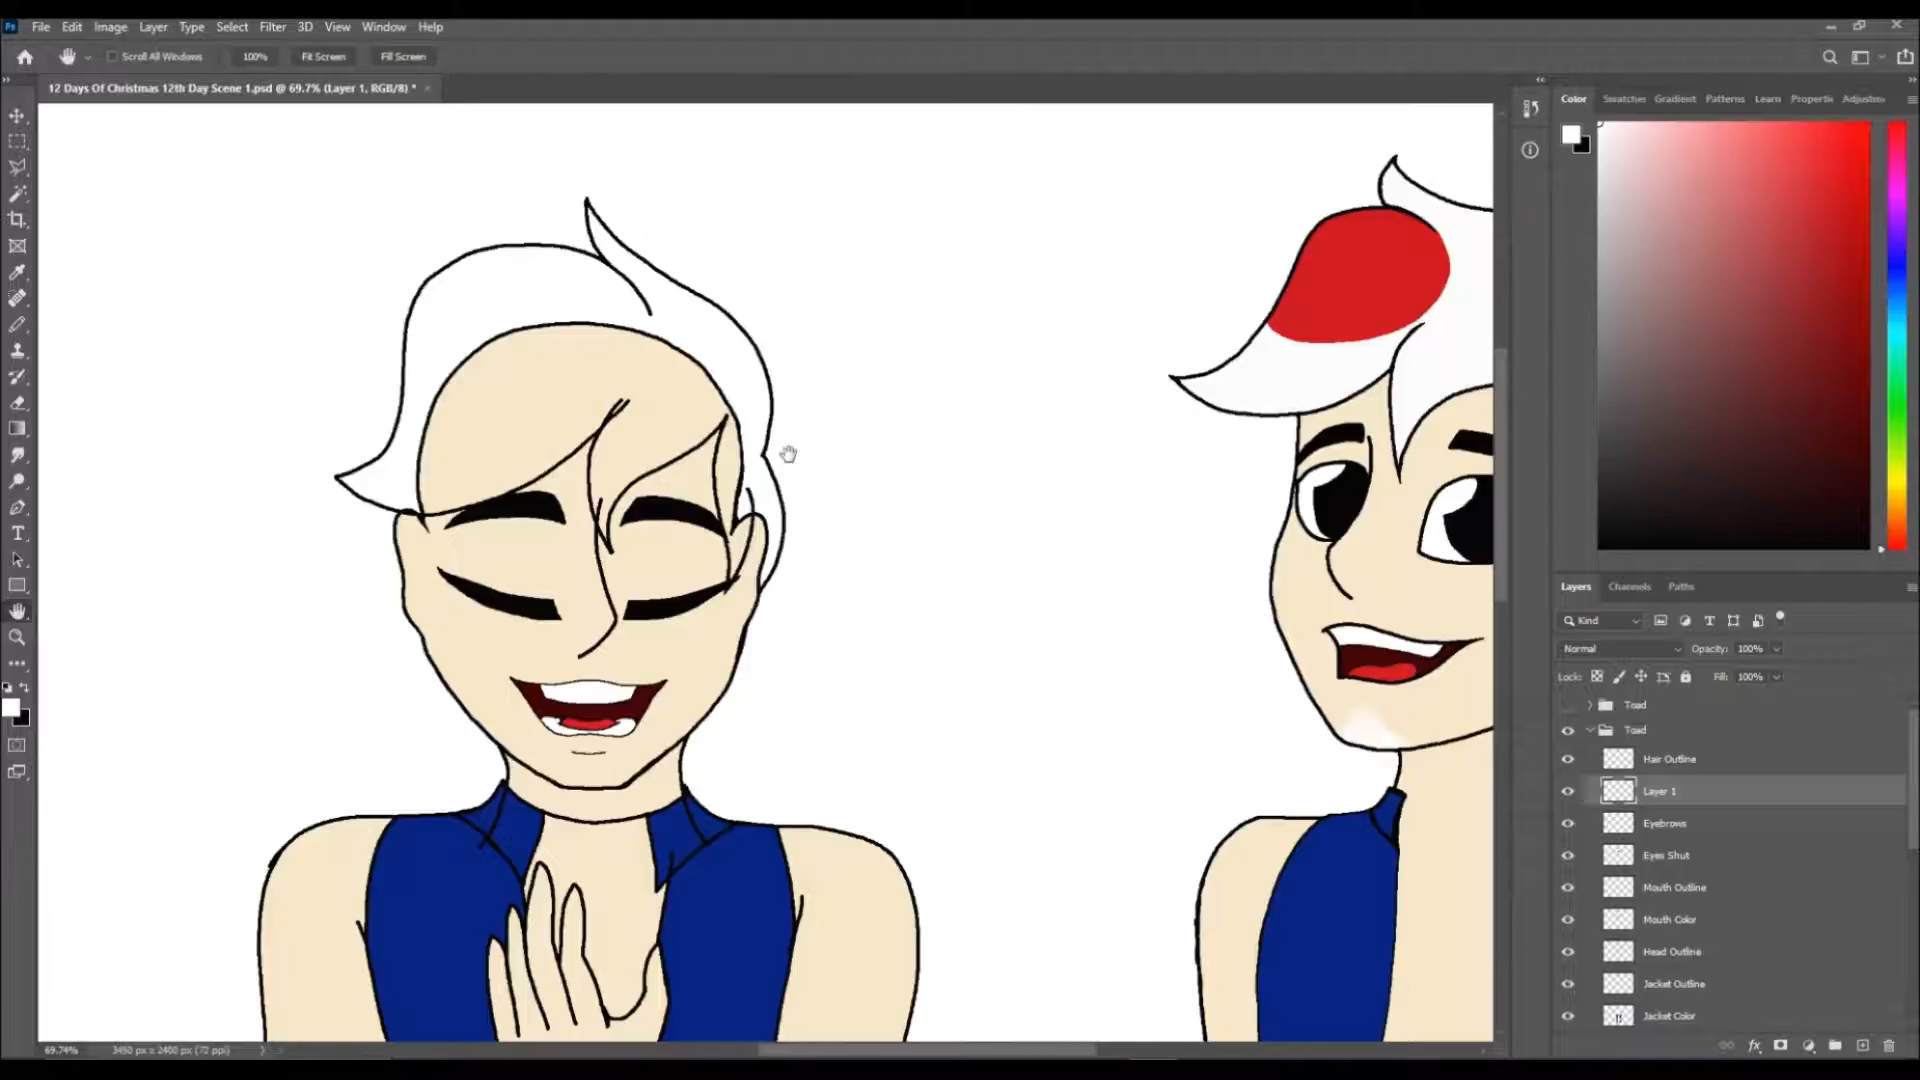 Ps File Edit Image Layer Type Select Filter 3D View Window Help
Scroll All Windows 100% Fit Screen Fill Screen
12 Days Of Christmas 12th Day Scene 1.psd @ 69.7% (Layer 1, RGB/8) *
Color Swatches Gradient Patterns Learn Properti Adjustm
Layers Channels Paths
Kind
Normal Opacity: 100%
Lock: Fill: 100%
Toad
Toad
Hair Outline
Layer 1
Eyebrows
Eyes Shut
Mouth Outline
Mouth Color
Head Outline
Jacket Outline
Jacket Color
69.74% 3450 px x 2400 px (72 ppi)